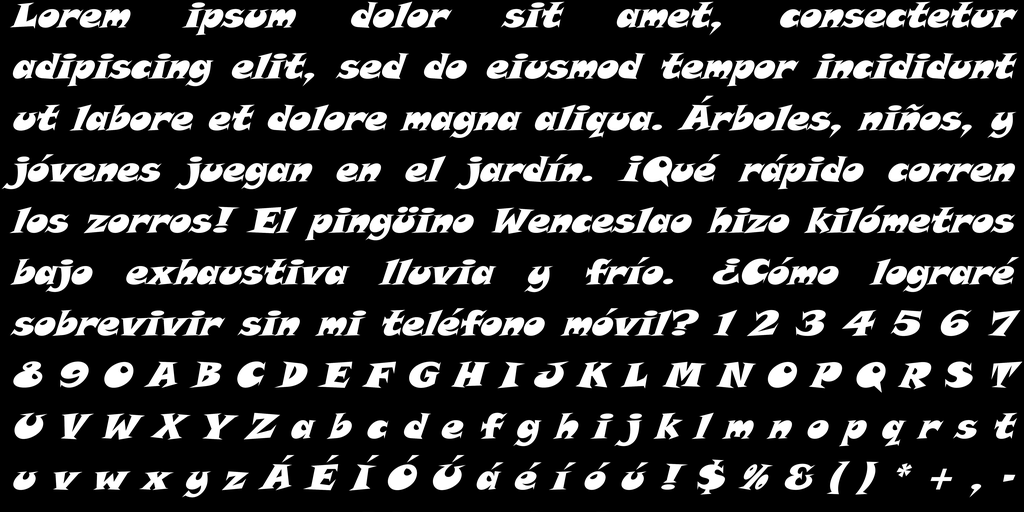 Lorem ipsum dolor sit amet, consectetur
adipiscing elit, sed do eiusmod tempor incididunt
ut labore et dolore magna aliqua. Árboles, niños, y
jóvenes juegan en el jardín. ¡Qué rápido corren
los zorros! El pingüino Wenceslao hizo kilómetros
bajo exhaustiva lluvia y frío. ¿Cómo lograré
sobrevivir sin mi teléfono móvil? 1 2 3 4 5 6 7
8 9 0 A B C D E F G H I J K L M N O P Q R S T
U V W X Y Z a b c d e f g h i j k l m n o p q r s t
u v w x y z Á É Í Ó Ú á é í ó ú ! $ % & ( ) * + , -